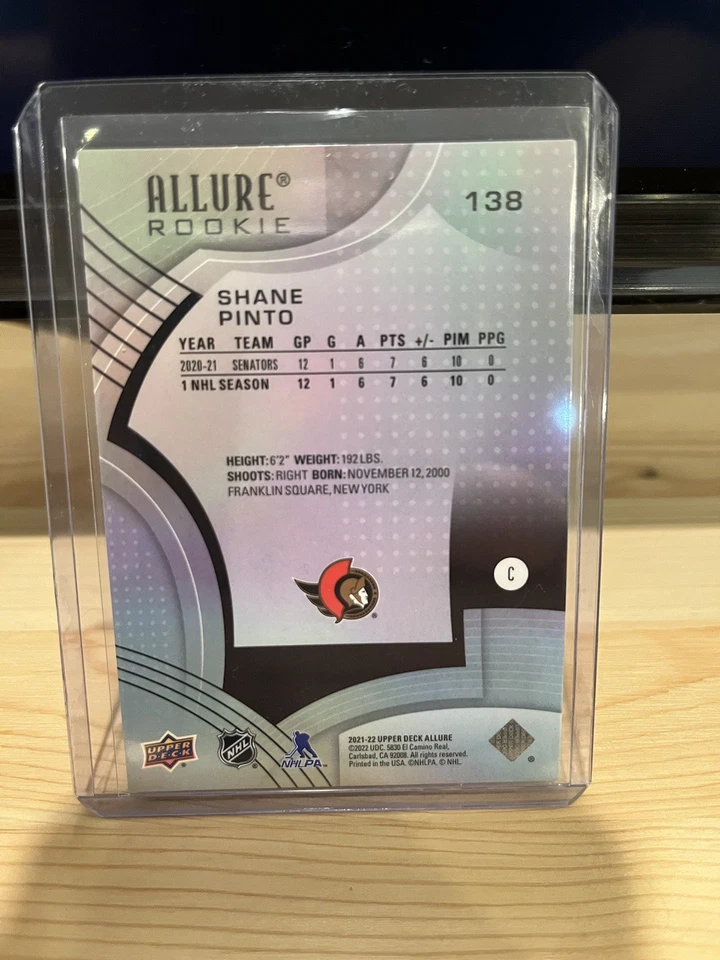 ALLURE®
ROOKIE
138
SHANE
PINTO
YEAR TEAM GP G A PTS +/- PIM PPG
2020-21 SENATORS 12 1 6 7 6 10 0
1 NHL SEASON 12 1 6 7 6 10 0
HEIGHT: 6'2" WEIGHT: 192 LBS.
SHOOTS: RIGHT BORN: NOVEMBER 12, 2000
FRANKLIN SQUARE, NEW YORK
C
UPPER
D·E·C·K
NHL
NHLPA
2021-22 UPPER DECK ALLURE
©2022 UDC. 5830 El Camino Real,
Carlsbad, CA 92008. All rights reserved.
Printed in the USA. ©NHLPA. © NHL.